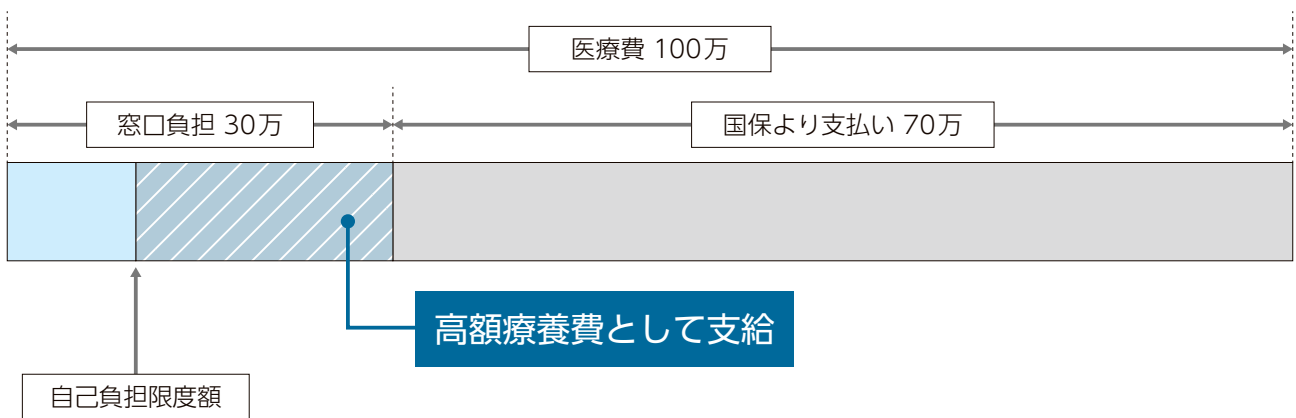 医療費 100万
窓口負担 30万
国保より支払い 70万
高額療養費として支給
自己負担限度額